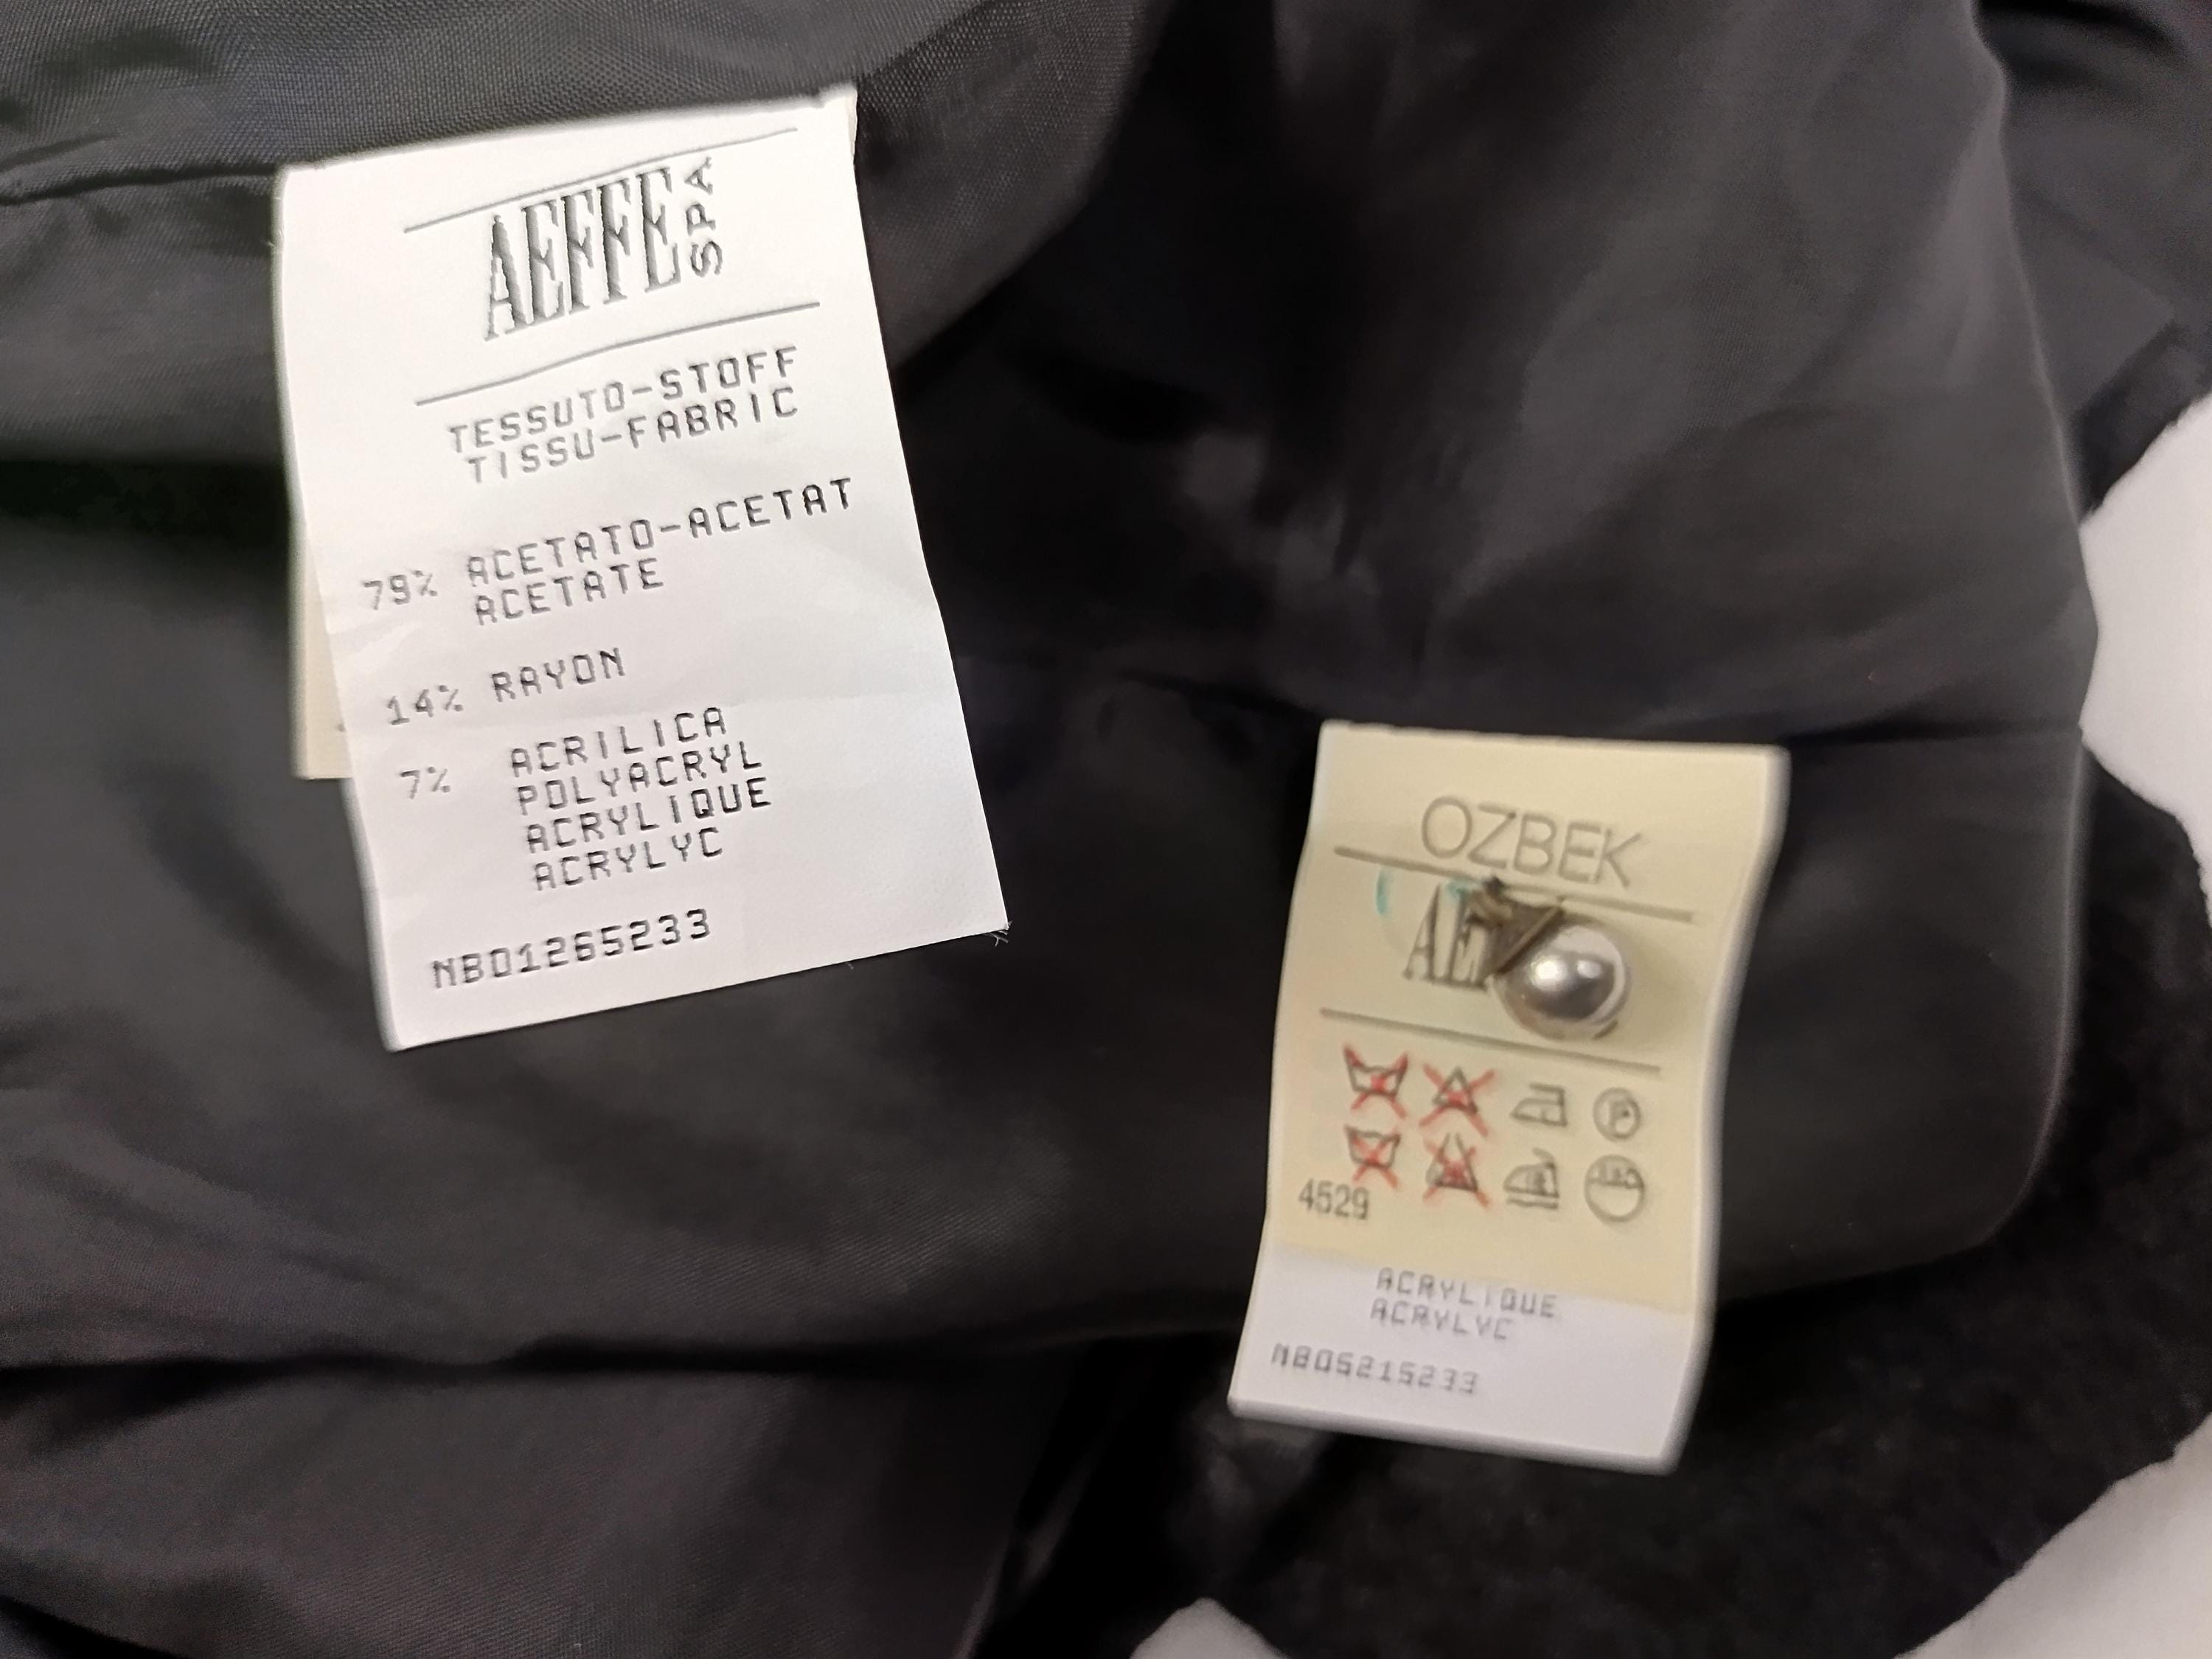 AEFFE SPA
TESSUTO-STOFF
TISSU-FABRIC
79% ACETATO-ACETAT
ACETATE
14% RAYON
7% ACRILICA
POLYACRYL
ACRYLIQUE
ACRYLYC
NB01265233
OZBEK
P
4529
ACRYLIQUE
ACRYLYC
NB05215233